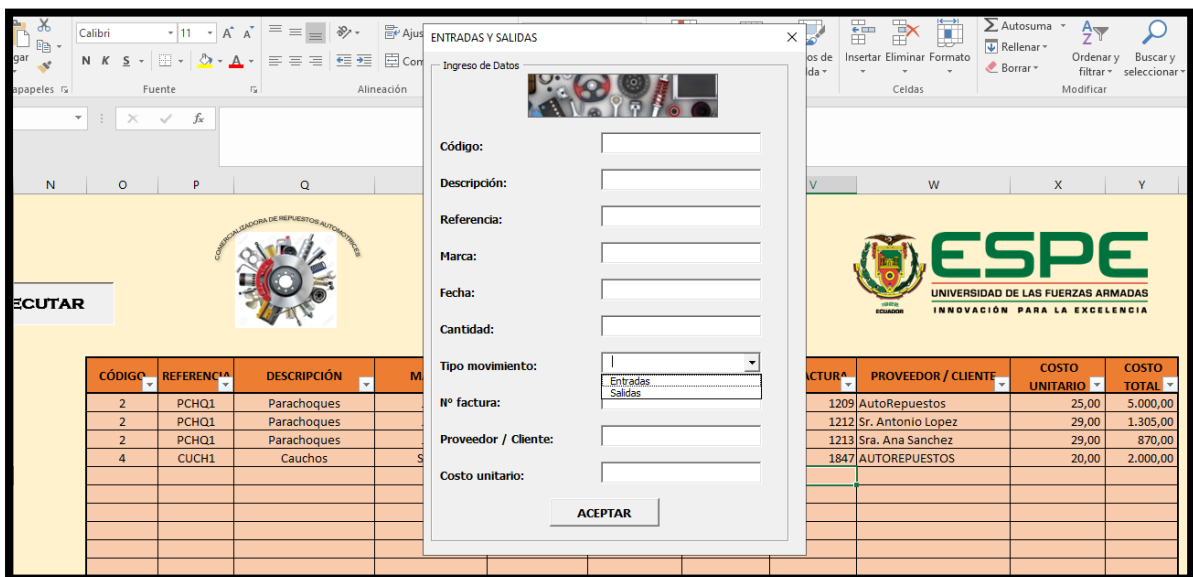 Calibri 11 A A Ajus
Autosuma
Rellenar
Borrar
gar N K S A Com
Insertar Eliminar Formato
Ordenar y
filtrar
Buscar y
seleccionar
apapeles Fuente Alineación Celdas Modificar
fx
ENTRADAS Y SALIDAS
Ingreso de Datos
Código:
Descripción:
Referencia:
Marca:
Fecha:
Cantidad:
Tipo movimiento:
Entradas
Salidas
Nº factura:
Proveedor / Cliente:
Costo unitario:
ACEPTAR
N O P Q V W X Y
COMERCIALIZADORA DE REPUESTOS AUTOMOTRICES
ECUTAR
ESPE
UNIVERSIDAD DE LAS FUERZAS ARMADAS
INNOVACIÓN PARA LA EXCELENCIA
ECUADOR
CÓDIGO REFERENCIA DESCRIPCIÓN MA CTURA PROVEEDOR / CLIENTE COSTO UNITARIO COSTO TOTAL
2 PCHQ1 Parachoques 1209 AutoRepuestos 25,00 5.000,00
2 PCHQ1 Parachoques 1212 Sr. Antonio Lopez 29,00 1.305,00
2 PCHQ1 Parachoques 1213 Sra. Ana Sanchez 29,00 870,00
4 CUCH1 Cauchos S 1847 AUTOREPUESTOS 20,00 2.000,00